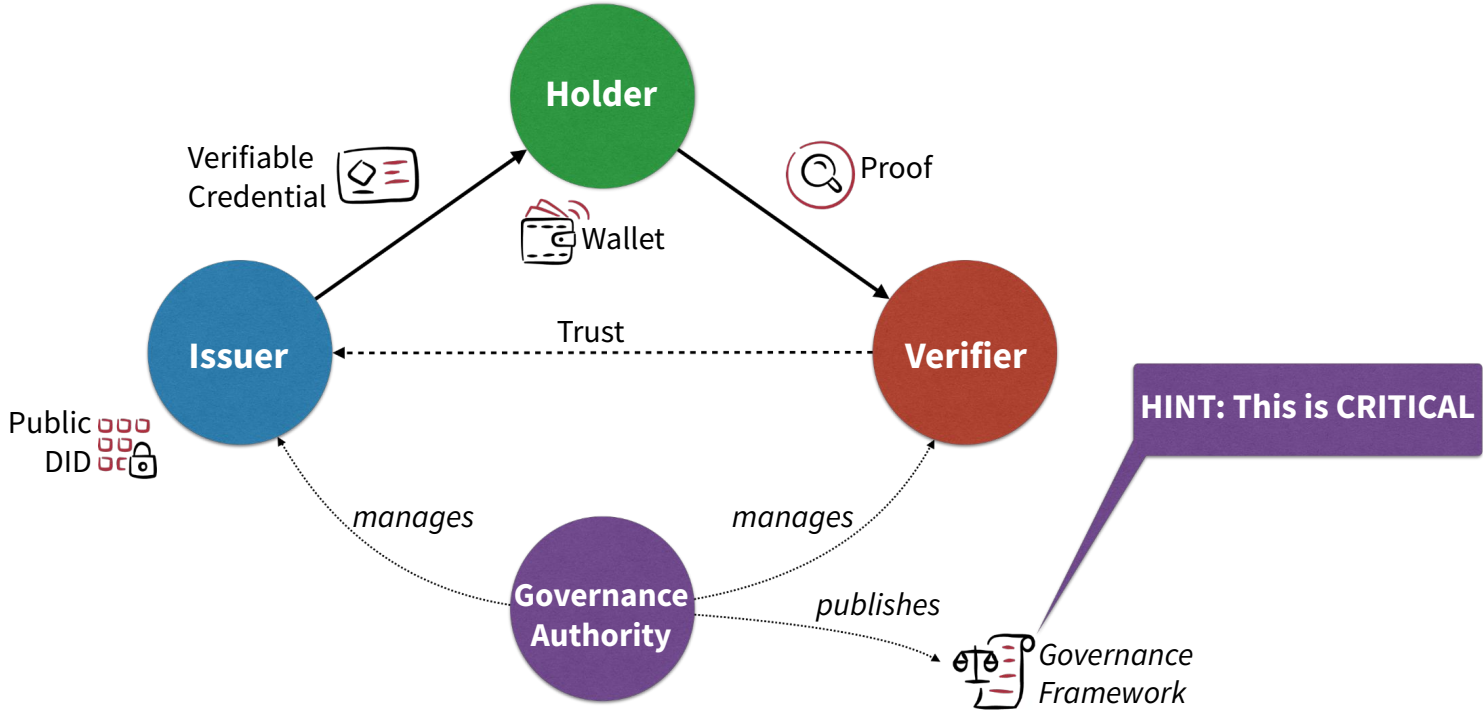 Holder
Verifiable
Credential
Proof
Wallet
Trust
Issuer
Verifier
HINT: This is CRITICAL
Public
DID
manages
manages
Governance
Authority
publishes
Governance
Framework